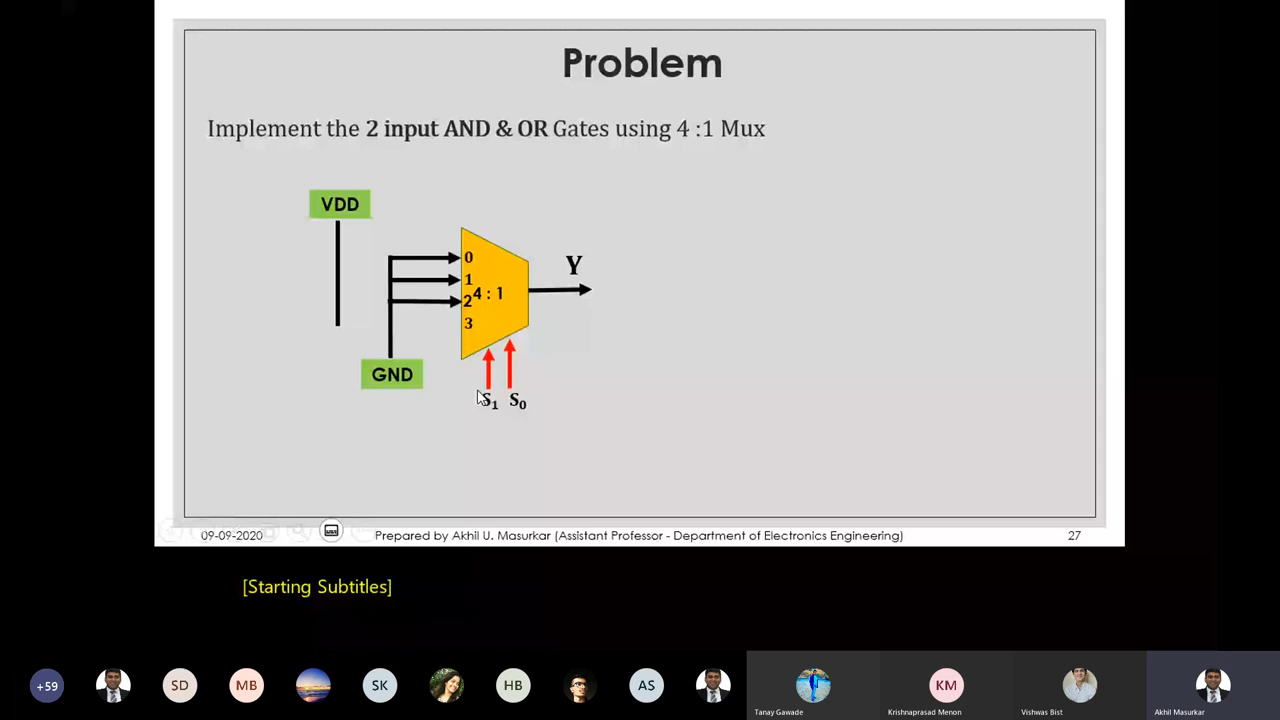 Problem
Implement the 2 input AND & OR Gates using 4 :1 Mux
VDD
Y
0
1
2
4 : 1
3
GND
S1 S0
09-09-2020 Prepared by Akhil U. Masurkar (Assistant Professor - Department of Electronics Engineering) 27
[Starting Subtitles]
+59 SD MB SK HB AS KM
Tanay Gawade Krishnaprasad Menon Vishwas Bist Akhil Masurkar